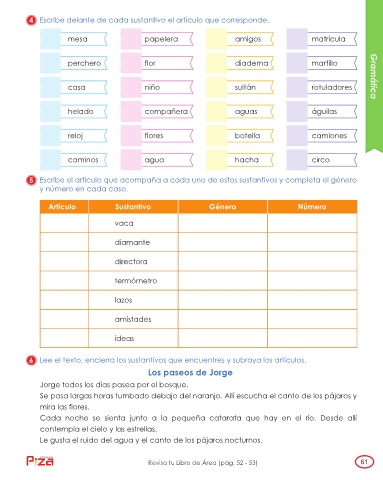 4 Escribe delante de cada sustantivo el artículo que corresponde.
mesa papelera amigos matrícula
perchero flor diadema martillo
casa niño sultán rotuladores
helado compañera aguas águilas
reloj flores botella camiones
caminos agua hacha circo
Gramática
5 Escribe el artículo que acompaña a cada uno de estos sustantivos y completa el género
y número en cada caso.
Artículo Sustantivo Género Número
vaca
diamante
directora
termómetro
lazos
amistades
ideas
6 Lee el texto, encierra los sustantivos que encuentres y subraya los artículos.
Los paseos de Jorge
Jorge todos los días pasea por el bosque.
Se pasa largas horas tumbado debajo del naranjo. Allí escucha el canto de los pájaros y
mira las flores.
Cada noche se sienta junto a la pequeña catarata que hay en el río. Desde allí
contempla el cielo y las estrellas.
Le gusta el ruido del agua y el canto de los pájaros nocturnos.
Revisa tu Libro de Área (pág. 52 - 53) 61